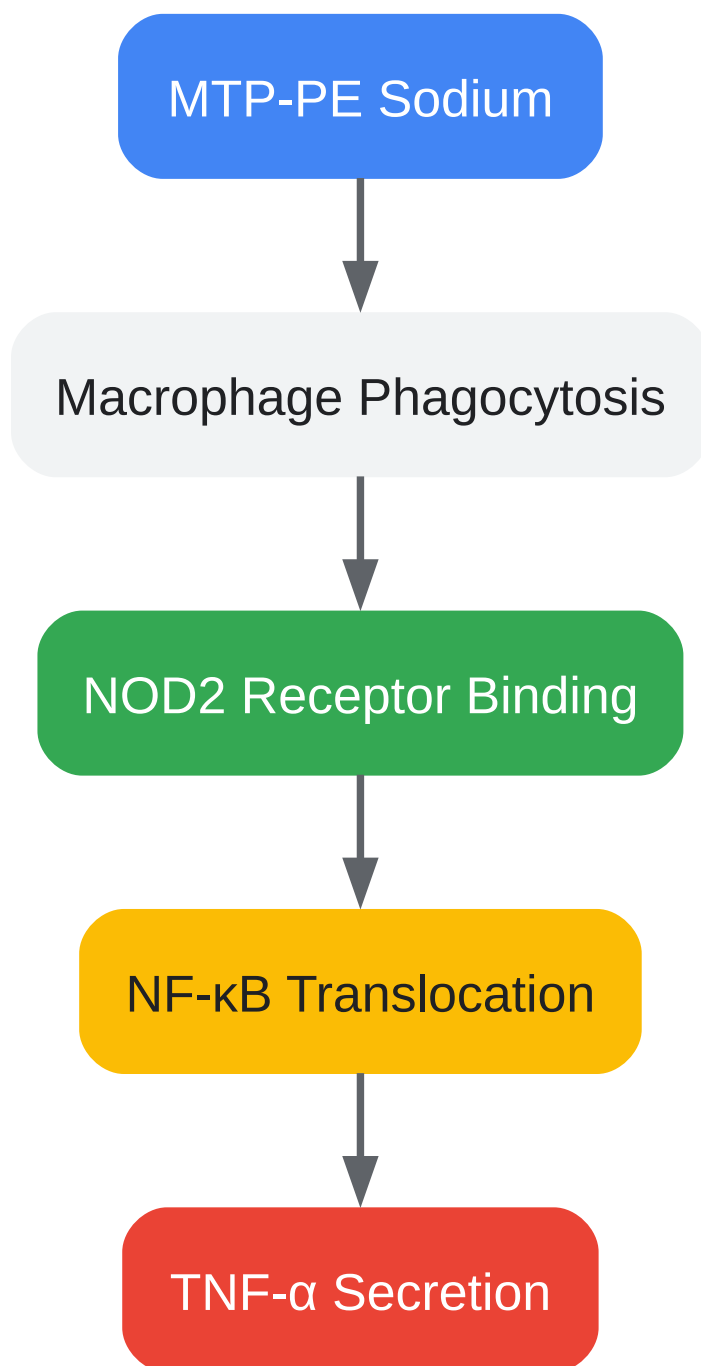 MTP-PE Sodium
Macrophage Phagocytosis
NOD2 Receptor Binding
NF-κB Translocation
TNF-α Secretion